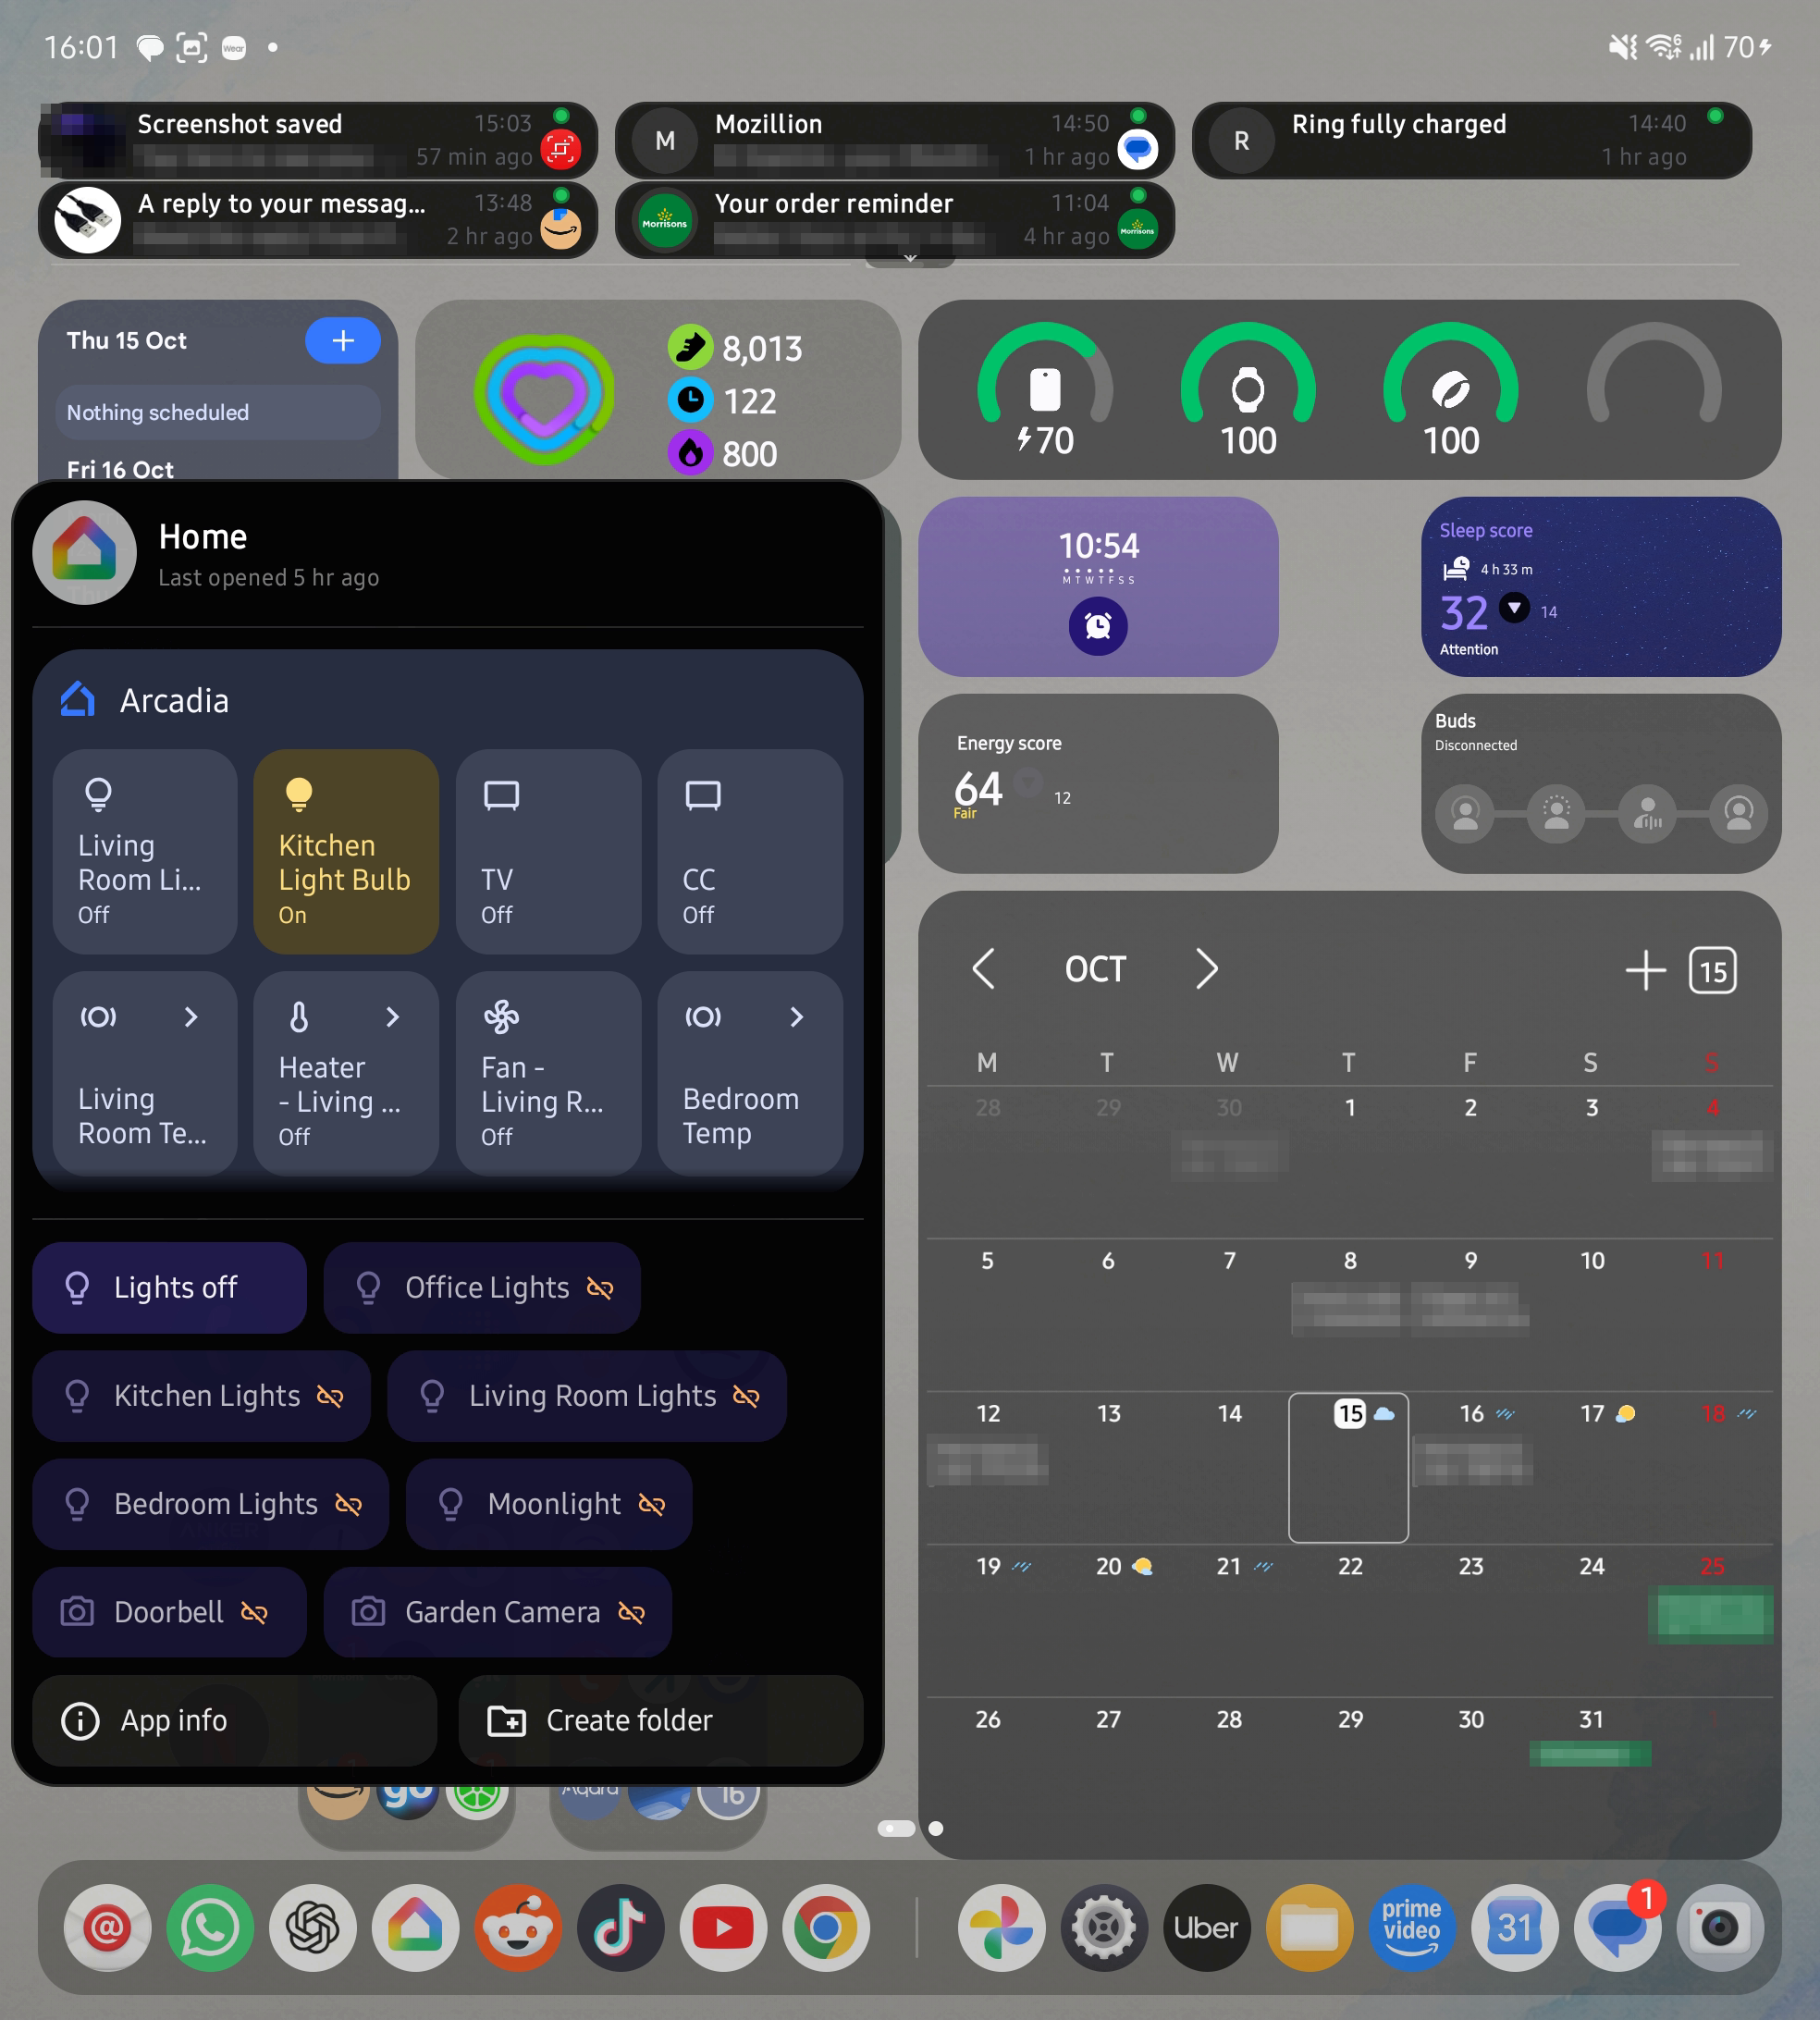 16:01
Wear
6
70
Screenshot saved
15:03
57 min ago
M
Mozillion
14:50
1 hr ago
R
Ring fully charged
14:40
1 hr ago
A reply to your messag...
13:48
2 hr ago
Morrisons
Your order reminder
11:04
4 hr ago
Morrisons
Thu 15 Oct
Nothing scheduled
Fri 16 Oct
8,013
122
800
70
100
100
Home
Last opened 5 hr ago
Arcadia
Living
Room Li...
Off
Kitchen
Light Bulb
On
TV
Off
CC
Off
Living
Room Te...
Heater
- Living ...
Off
Fan -
Living R...
Off
Bedroom
Temp
Lights off
Office Lights
Kitchen Lights
Living Room Lights
Bedroom Lights
Moonlight
Doorbell
Garden Camera
App info
Create folder
go
Aqara
16
10:54
M T W T F S S
Sleep score
4 h 33 m
32
14
Attention
Energy score
64
12
Fair
Buds
Disconnected
OCT
15
M T W T F S S
28 29 30 1 2 3 4
5 6 7 8 9 10 11
12 13 14 15 16 17 18
19 20 21 22 23 24 25
26 27 28 29 30 31 1
@
Uber
prime
video
31
1